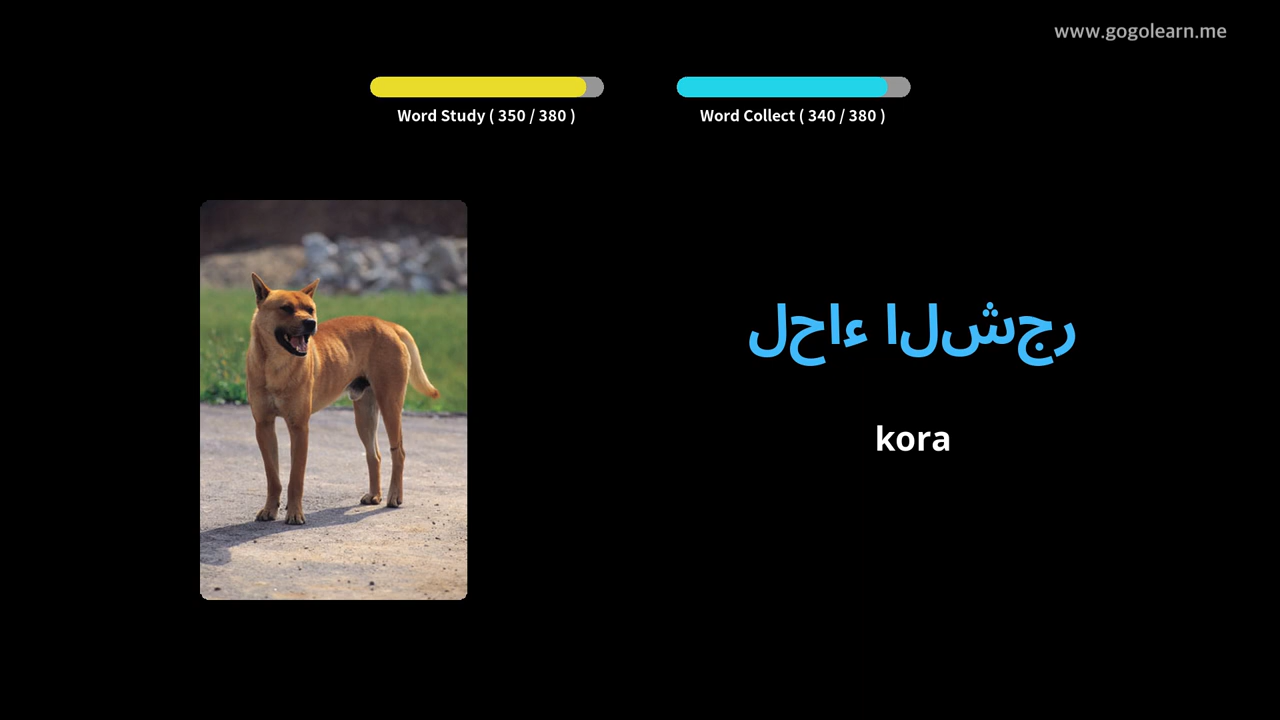 www.gogolearn.me
Word Study ( 350 / 380 )
Word Collect ( 340 / 380 )
لحاء الشجر
kora